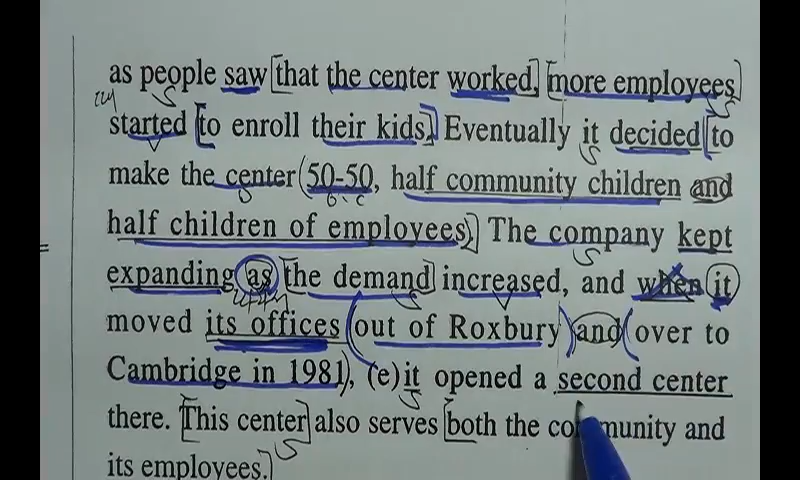 as people saw that the center worked, more employees
started to enroll their kids. Eventually it decided to
make the center 50-50, half community children and
half children of employees. The company kept
expanding as the demand increased, and when it
moved its offices out of Roxbury and over to
Cambridge in 1981, (e) it opened a second center
there. This center also serves both the community and
its employees.